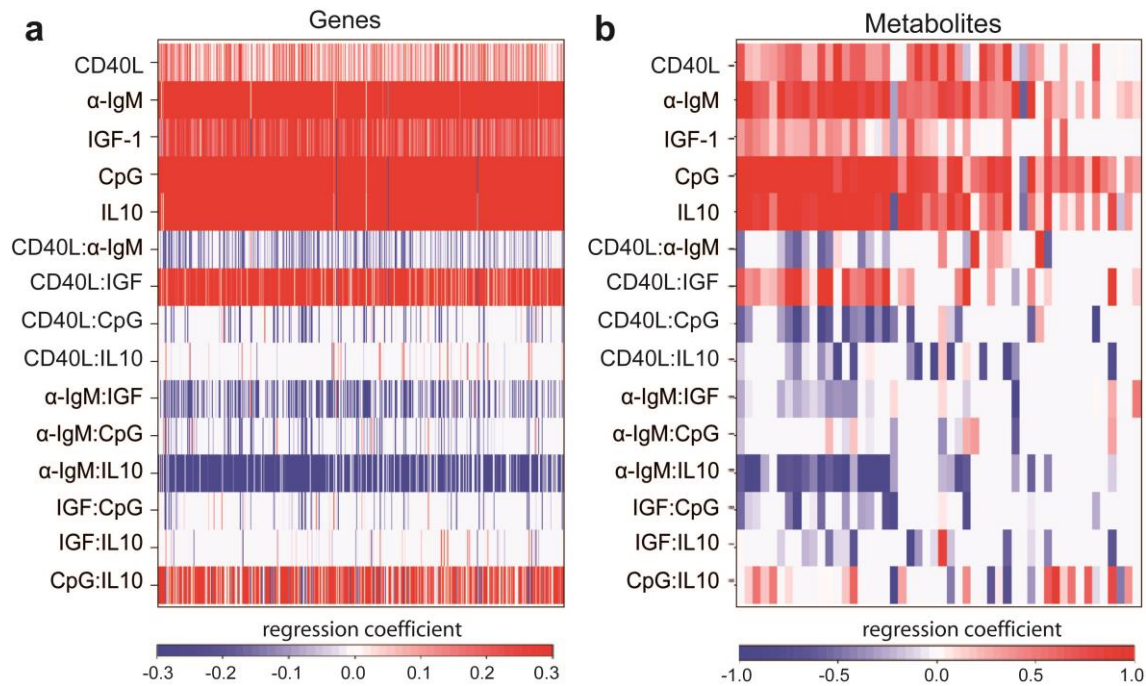 a
Genes
CD40L
α-IgM
IGF-1
CpG
IL10
CD40L:α-IgM
CD40L:IGF
CD40L:CpG
CD40L:IL10
α-IgM:IGF
α-IgM:CpG
α-IgM:IL10
IGF:CpG
IGF:IL10
CpG:IL10
regression coefficient
-0.3 -0.2 -0.1 0.0 0.1 0.2 0.3
b
Metabolites
CD40L
α-IgM
IGF-1
CpG
IL10
CD40L:α-IgM
CD40L:IGF
CD40L:CpG
CD40L:IL10
α-IgM:IGF
α-IgM:CpG
α-IgM:IL10
IGF:CpG
IGF:IL10
CpG:IL10
regression coefficient
-1.0 -0.5 0.0 0.5 1.0